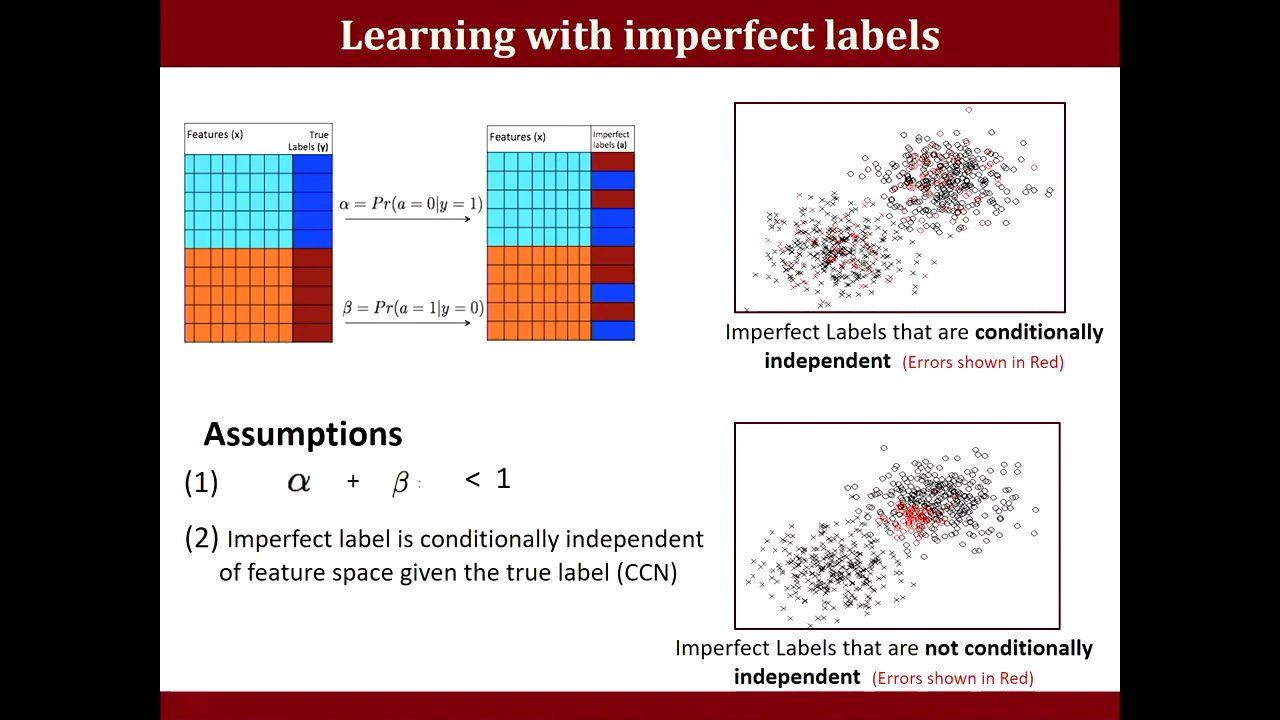 Learning with imperfect labels
Features (x)
True
Labels (y)
α = Pr(a = 0|y = 1)
β = Pr(a = 1|y = 0)
Features (x)
Imperfect
labels (a)
Imperfect Labels that are conditionally
independent (Errors shown in Red)
Assumptions
(1) α + β < 1
(2) Imperfect label is conditionally independent
of feature space given the true label (CCN)
Imperfect Labels that are not conditionally
independent (Errors shown in Red)